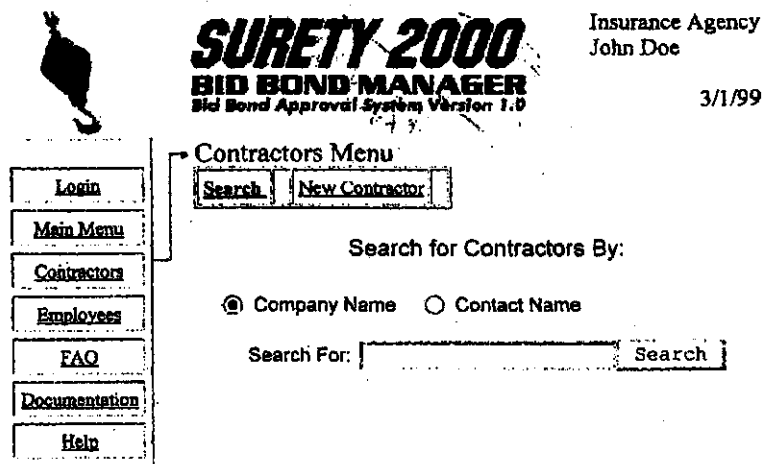 SURETY 2000
BID BOND MANAGER
Bid Bond Approval System Version 1.0
Insurance Agency
John Doe
3/1/99
Login
Main Menu
Contractors
Employees
FAQ
Documentation
Help
Contractors Menu
Search New Contractor
Search for Contractors By:
Company Name Contact Name
Search For: Search